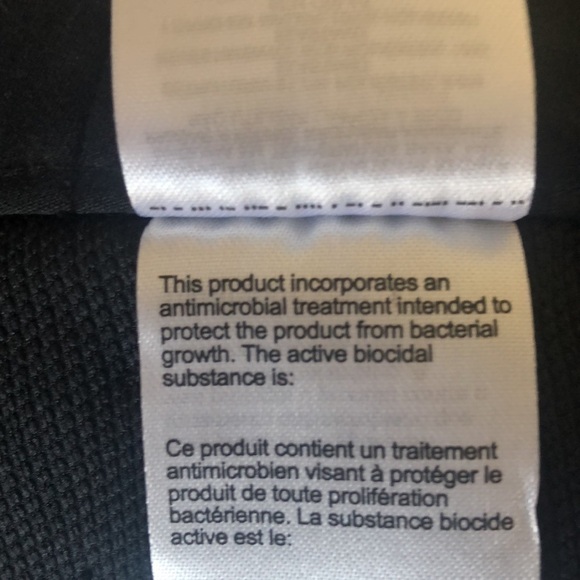 This product incorporates an
antimicrobial treatment intended to
protect the product from bacterial
growth. The active biocidal
substance is:
Ce produit contient un traitement
antimicrobien visant à protéger le
produit de toute prolifération
bactérienne. La substance biocide
active est le: